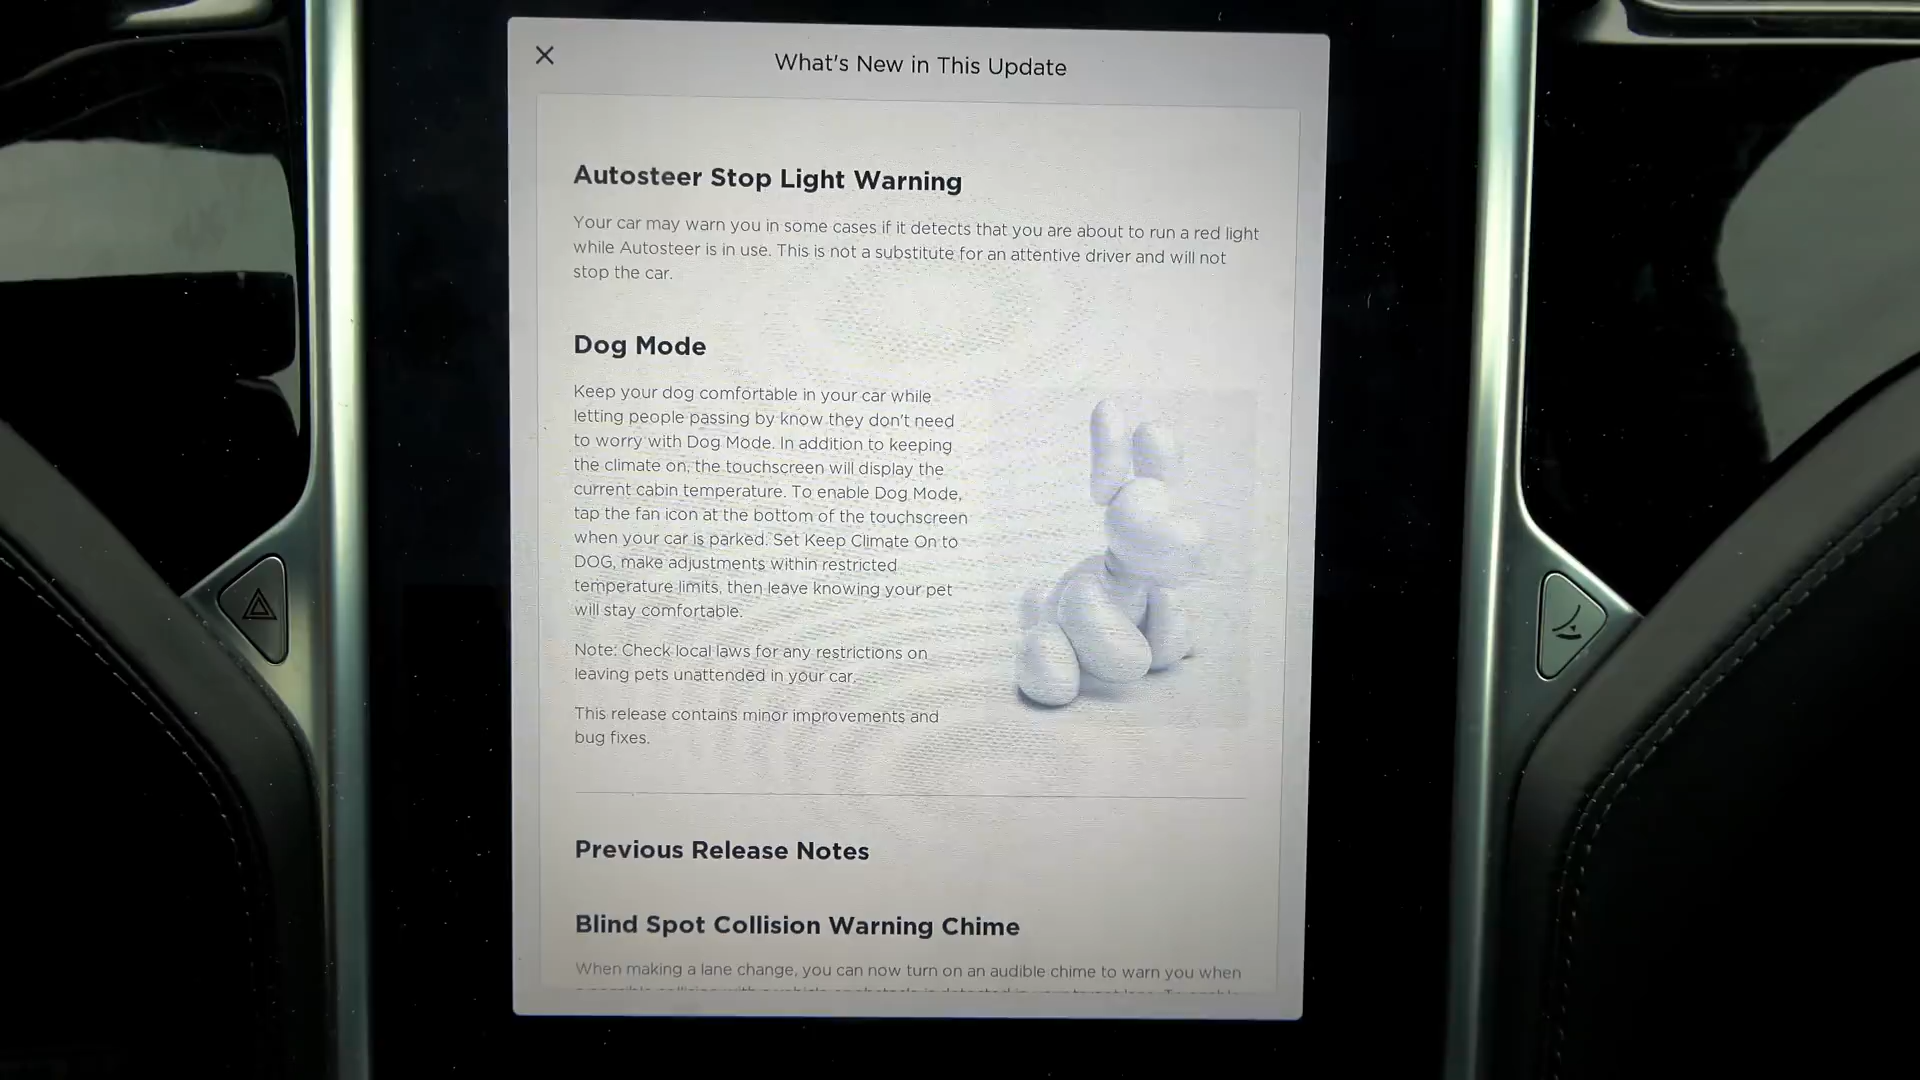 What's New in This Update
Autosteer Stop Light Warning
Your car may warn you in some cases if it detects that you are about to run a red light
while Autosteer is in use. This is not a substitute for an attentive driver and will not
stop the car.
Dog Mode
Keep your dog comfortable in your car while
letting people passing by know they don't need
to worry with Dog Mode. In addition to keeping
the climate on, the touchscreen will display the
current cabin temperature. To enable Dog Mode,
tap the fan icon at the bottom of the touchscreen
when your car is parked. Set Keep Climate On to
DOG, make adjustments within restricted
temperature limits, then leave knowing your pet
will stay comfortable.
Note: Check local laws for any restrictions on
leaving pets unattended in your car.
This release contains minor improvements and
bug fixes.
Previous Release Notes
Blind Spot Collision Warning Chime
When making a lane change, you can now turn on an audible chime to warn you when